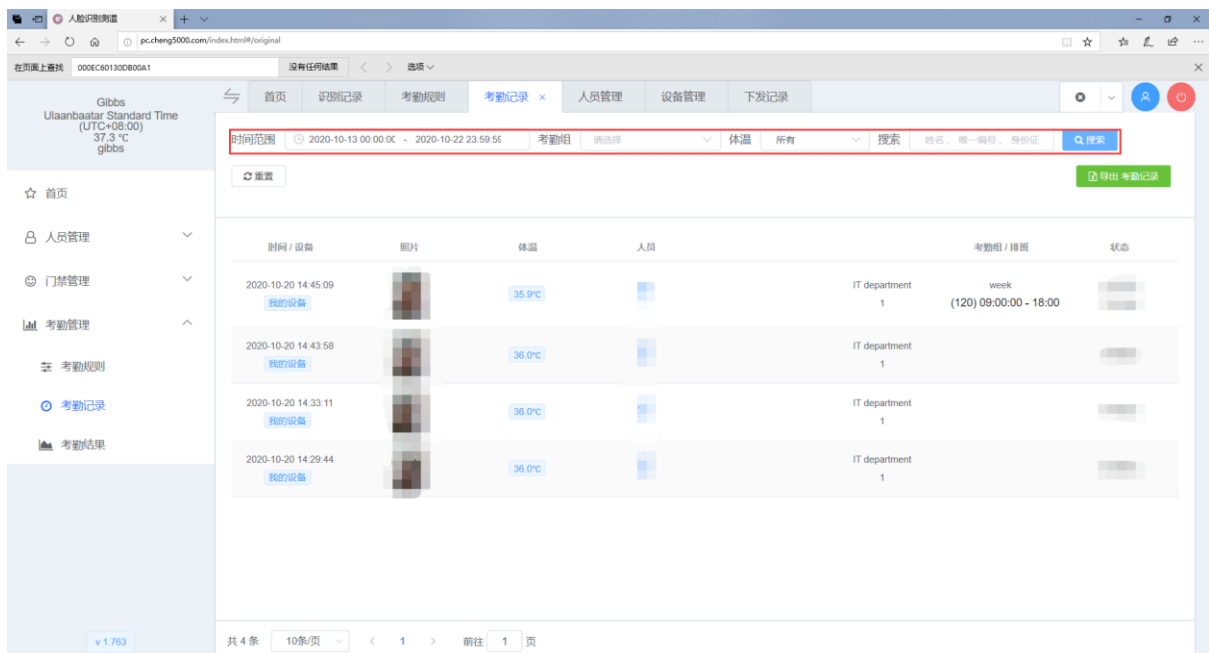 人脸识别测温
pc.cheng5000.com/index.html#/original
在页面上查找 000EC60130DB00A1 没有任何结果 选项
Gibbs
Ulaanbaatar Standard Time
(UTC+08:00)
37.3 ℃
gibbs
首页 识别记录 考勤规则 考勤记录 × 人员管理 设备管理 下发记录
时间范围 2020-10-13 00:00:00 - 2020-10-22 23:59:59 考勤组 请选择 体温 所有 搜索 姓名、唯一编号、身份证 搜索
重置 导出 考勤记录
首页
人员管理
门禁管理
考勤管理
考勤规则
考勤记录
考勤结果
时间 / 设备 照片 体温 人员 考勤组 / 排班 状态
2020-10-20 14:45:09 35.9℃ IT department week
我的设备 1 (120) 09:00:00 - 18:00
2020-10-20 14:43:58 36.0℃ IT department
我的设备 1
2020-10-20 14:33:11 36.0℃ IT department
我的设备 1
2020-10-20 14:29:44 36.0℃ IT department
我的设备 1
v 1.763
共 4 条 10条/页 < 1 > 前往 1 页